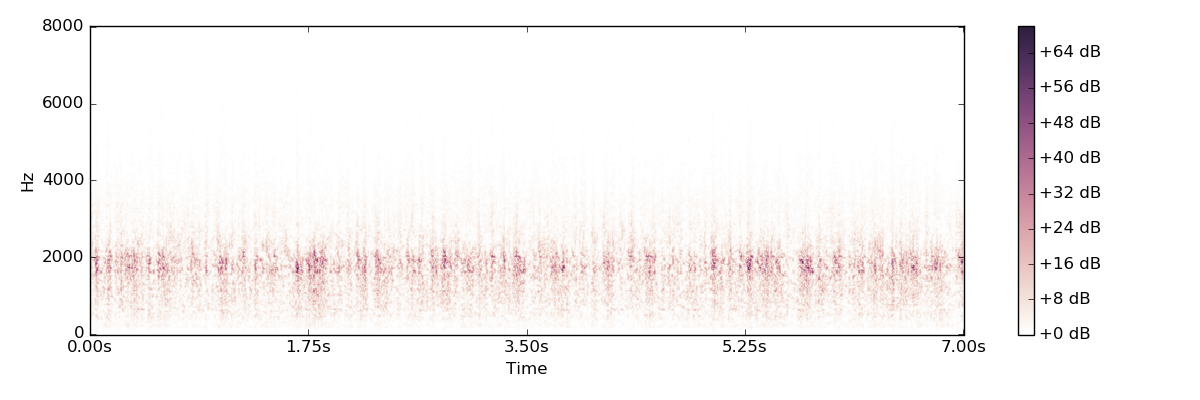 8000
6000
4000
2000
0
Hz
0.00s
1.75s
3.50s
5.25s
7.00s
Time
+64 dB
+56 dB
+48 dB
+40 dB
+32 dB
+24 dB
+16 dB
+8 dB
+0 dB